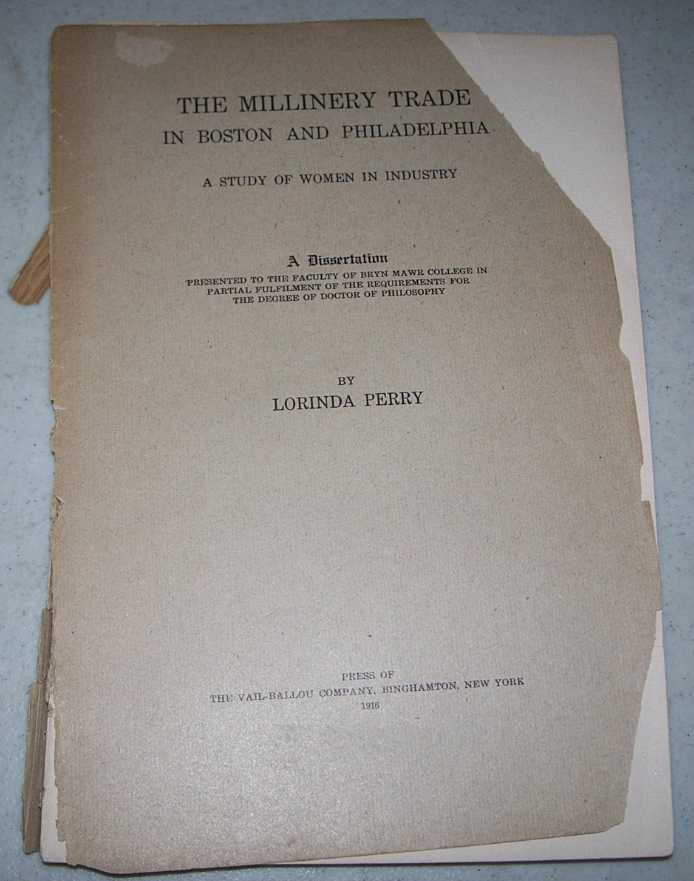 THE MILLINERY TRADE
IN BOSTON AND PHILADELPHIA
A STUDY OF WOMEN IN INDUSTRY
A Dissertation
PRESENTED TO THE FACULTY OF BRYN MAWR COLLEGE IN
PARTIAL FULFILMENT OF THE REQUIREMENTS FOR
THE DEGREE OF DOCTOR OF PHILOSOPHY
BY
LORINDA PERRY
PRESS OF
THE VAIL-BALLOU COMPANY, BINGHAMTON, NEW YORK
1916